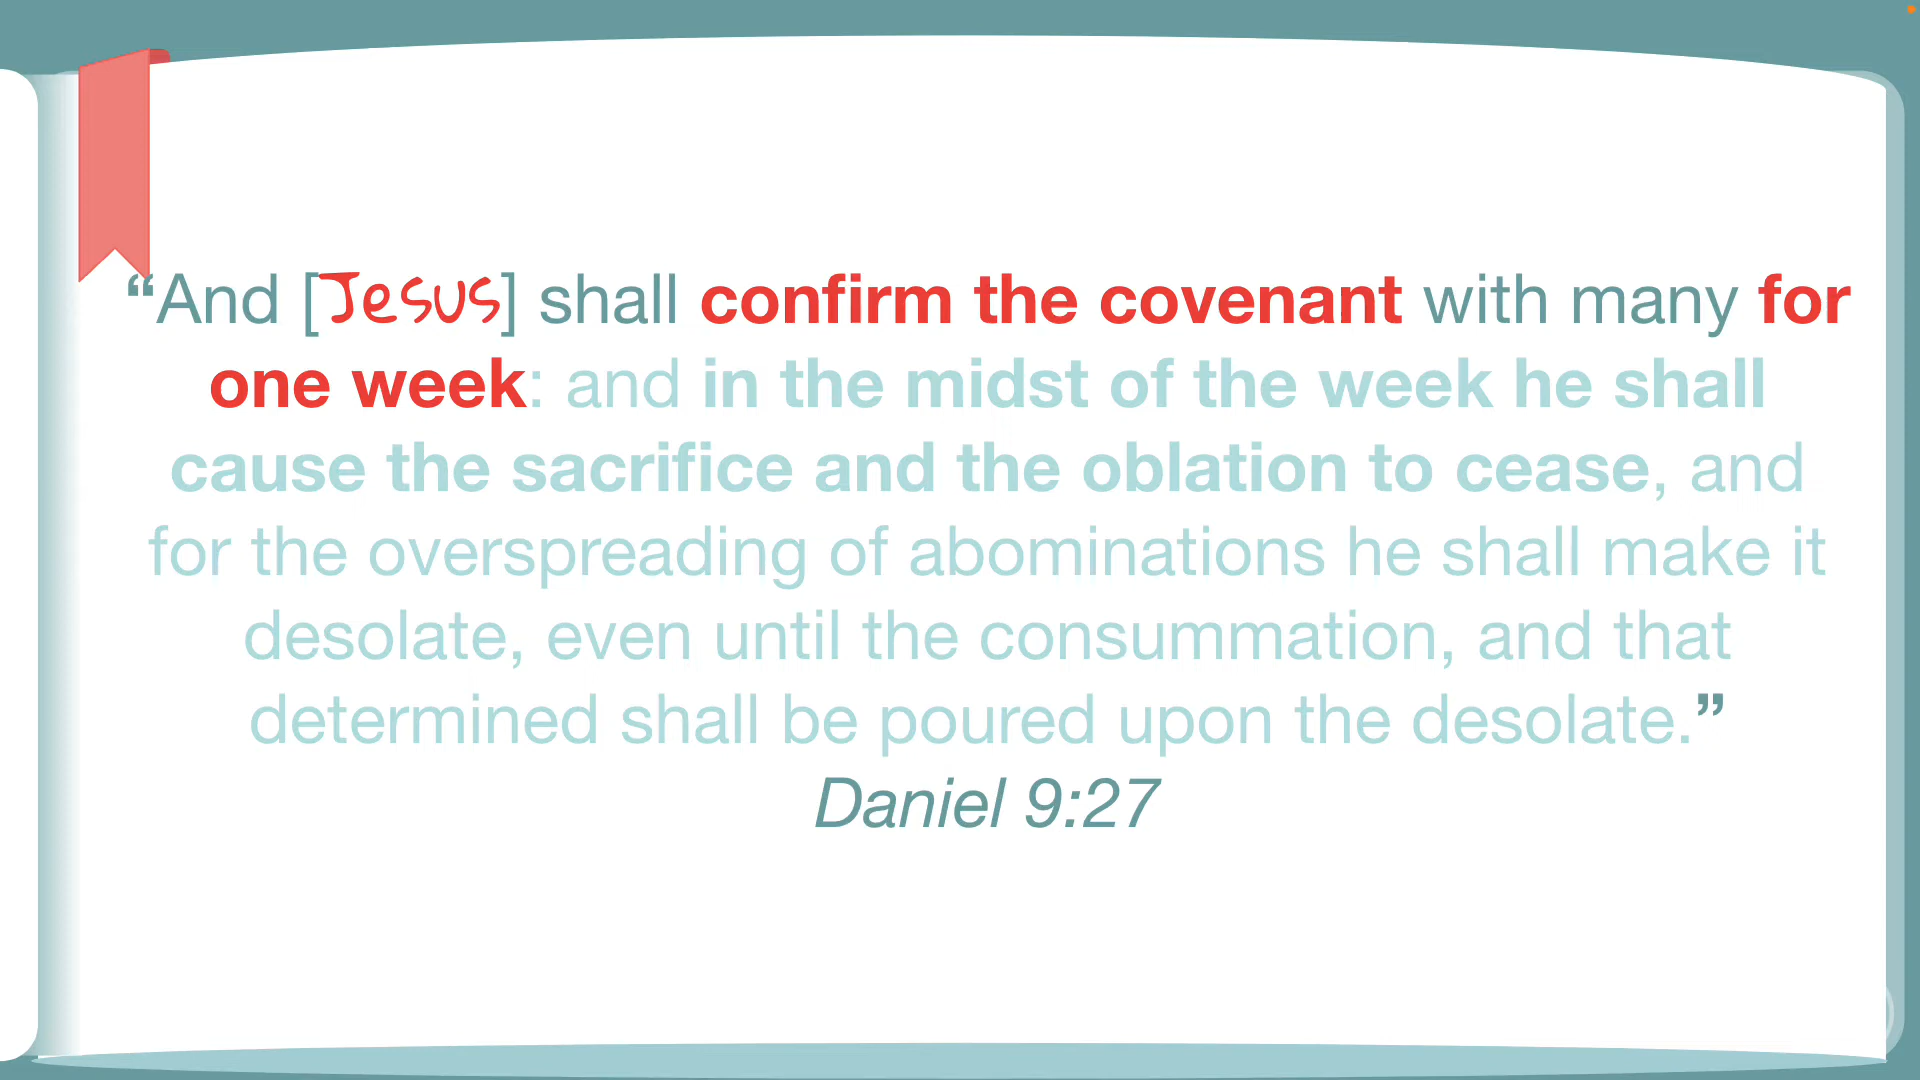 “And [Jesus] shall confirm the covenant with many for
one week: and in the midst of the week he shall
cause the sacrifice and the oblation to cease, and
for the overspreading of abominations he shall make it
desolate, even until the consummation, and that
determined shall be poured upon the desolate.”
Daniel 9:27